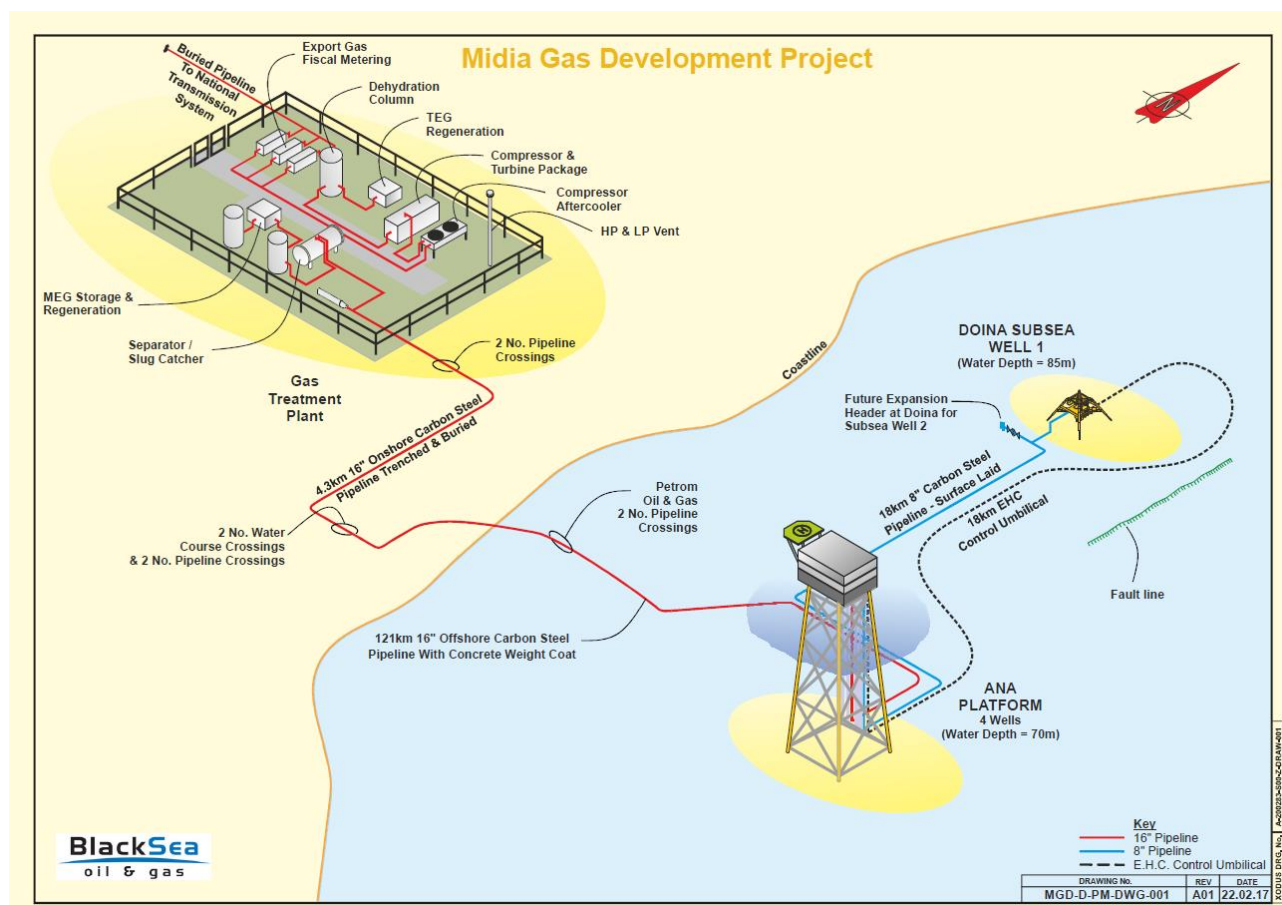 Midia Gas Development Project
Buried Pipeline
To National
Transmission
System
Export Gas
Fiscal Metering
Dehydration
Column
TEG
Regeneration
Compressor &
Turbine Package
Compressor
Aftercooler
HP & LP Vent
MEG Storage &
Regeneration
Separator /
Slug Catcher
Gas
Treatment
Plant
2 No. Pipeline
Crossings
4.3km 16" Onshore Carbon Steel
Pipeline Trenched & Buried
2 No. Water
Course Crossings
& 2 No. Pipeline Crossings
Coastline
Petrom
Oil & Gas
2 No. Pipeline
Crossings
121km 16" Offshore Carbon Steel
Pipeline With Concrete Weight Coat
N
DOINA SUBSEA
WELL 1
(Water Depth = 85m)
Future Expansion
Header at Doina for
Subsea Well 2
18km 8" Carbon Steel
Pipeline - Surface Laid
18km EHC
Control Umbilical
Fault line
H
ANA
PLATFORM
4 Wells
(Water Depth = 70m)
Key
16" Pipeline
8" Pipeline
E.H.C. Control Umbilical
DRAWING No. REV DATE
MGD-D-PM-DWG-001 A01 22.02.17
XODUS DRG. No. A-200283-S00-Z-DRAW-001
BlackSea
oil & gas